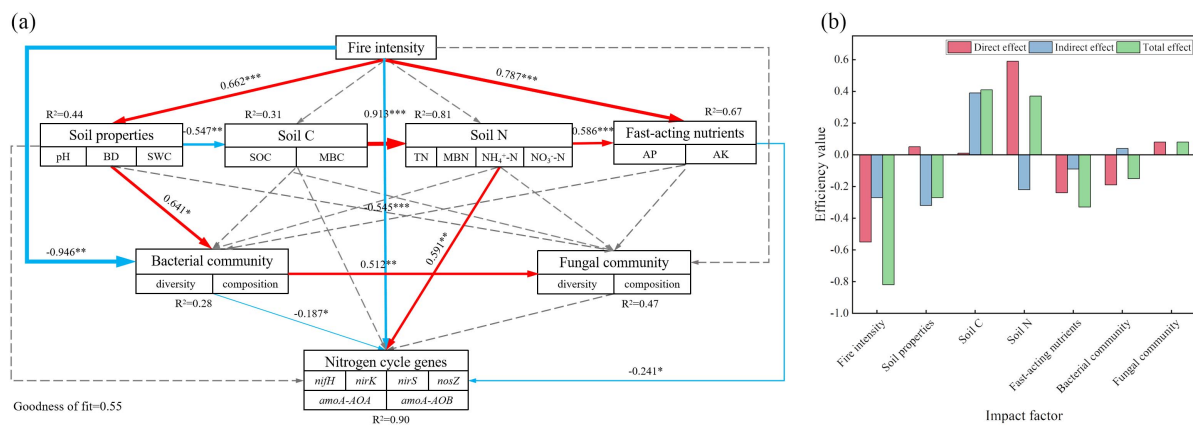 (a)
Fire intensity
0.662***
0.787***
R²=0.44
R²=0.31
0.913***
R²=0.81
R²=0.67
Soil properties
pH BD SWC
-0.547**
Soil C
SOC MBC
Soil N
TN MBN NH₄⁺-N NO₃⁻-N
0.586***
Fast-acting nutrients
AP AK
0.641*
-0.545***
0.591**
-0.946**
Bacterial community
diversity composition
R²=0.28
0.512**
Fungal community
diversity composition
R²=0.47
-0.187*
Nitrogen cycle genes
nifH nirK nirS nosZ
amoA-AOA amoA-AOB
R²=0.90
-0.241*
Goodness of fit=0.55
(b)
Direct effect Indirect effect Total effect
Efficiency value
1.0
0.8
0.6
0.4
0.2
0.0
-0.2
-0.4
-0.6
-0.8
-1.0
Fire intensity
Soil properties
Soil C
Soil N
Fast-acting nutrients
Bacterial community
Fungal community
Impact factor